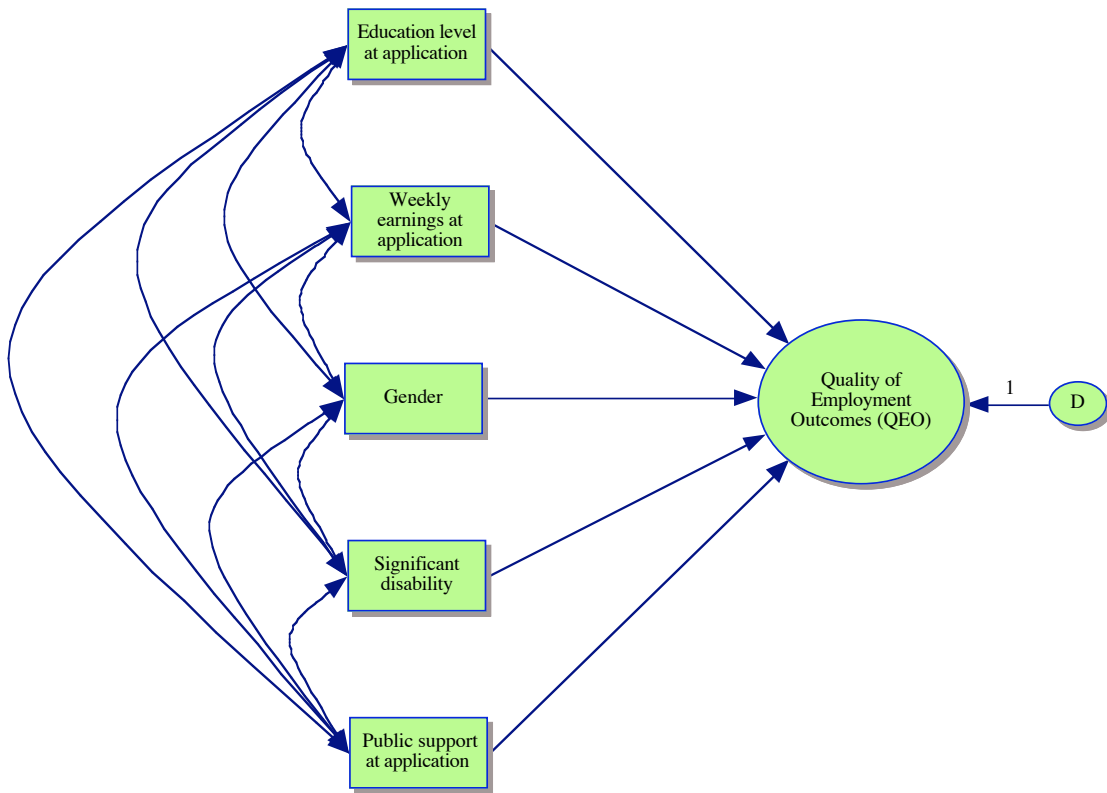 Education level
at application
Weekly
earnings at
application
Gender
Significant
disability
Public support
at application
Quality of
Employment
Outcomes (QEO)
1
D